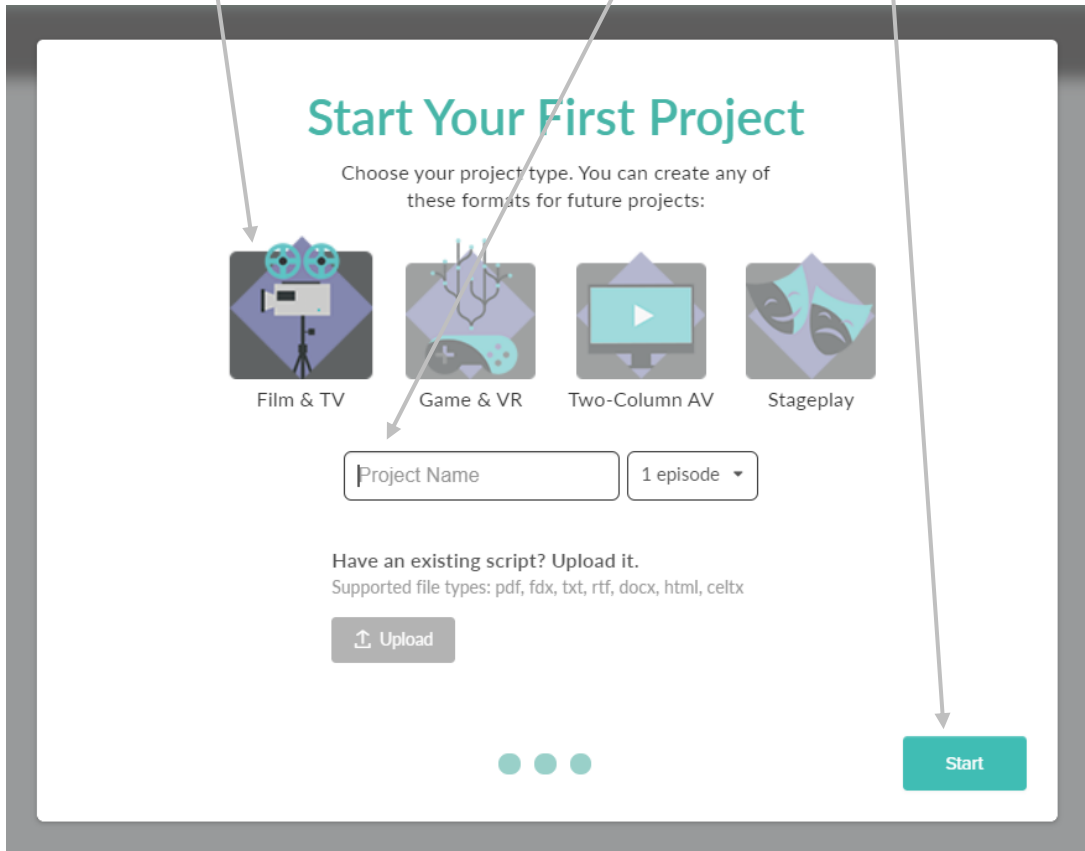 Start Your First Project
Choose your project type. You can create any of
these formats for future projects:
Film & TV
Game & VR
Two-Column AV
Stageplay
Project Name
1 episode
Have an existing script? Upload it.
Supported file types: pdf, fdx, txt, rtf, docx, html, celtx
Upload
Start